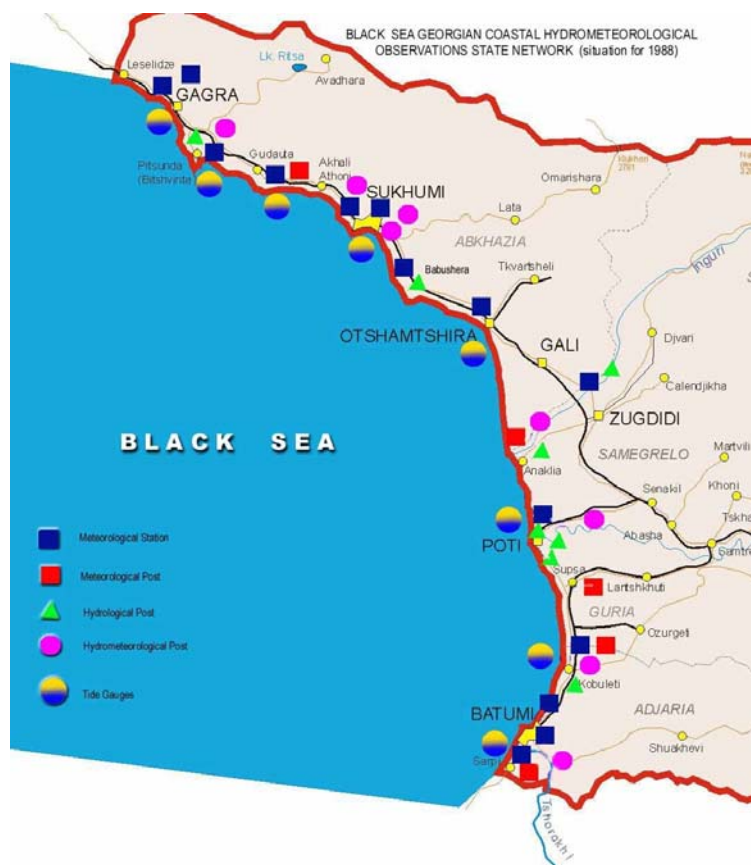 BLACK SEA GEORGIAN COASTAL HYDROMETEOROLOGICAL
OBSERVATIONS STATE NETWORK (situation for 1988)
Leselidze
Lk. Ritsa
Avadhara
GAGRA
Pitsunda
(Bitshvinta)
Gudauta
Akhali
Athoni
SUKHUMI
Omarishara
Lata
ABKHAZIA
Babushera
Tkvartsheli
Inguri
OTSHAMTSHIRA
GALI
Djvari
Calendjikha
ZUGDIDI
BLACK SEA
SAMEGRELO
Anaklia
Martvili
Senakil
Khoni
Abasha
POTI
Supsa
Lantshkhuti
GURIA
Ozurgeti
Kobuleti
BATUMI
ADJARIA
Shuakhevi
Sarpi
Tshorokhi
Meteorological Station
Meteorological Post
Hydrological Post
Hydrometeorological Post
Tide Gauges